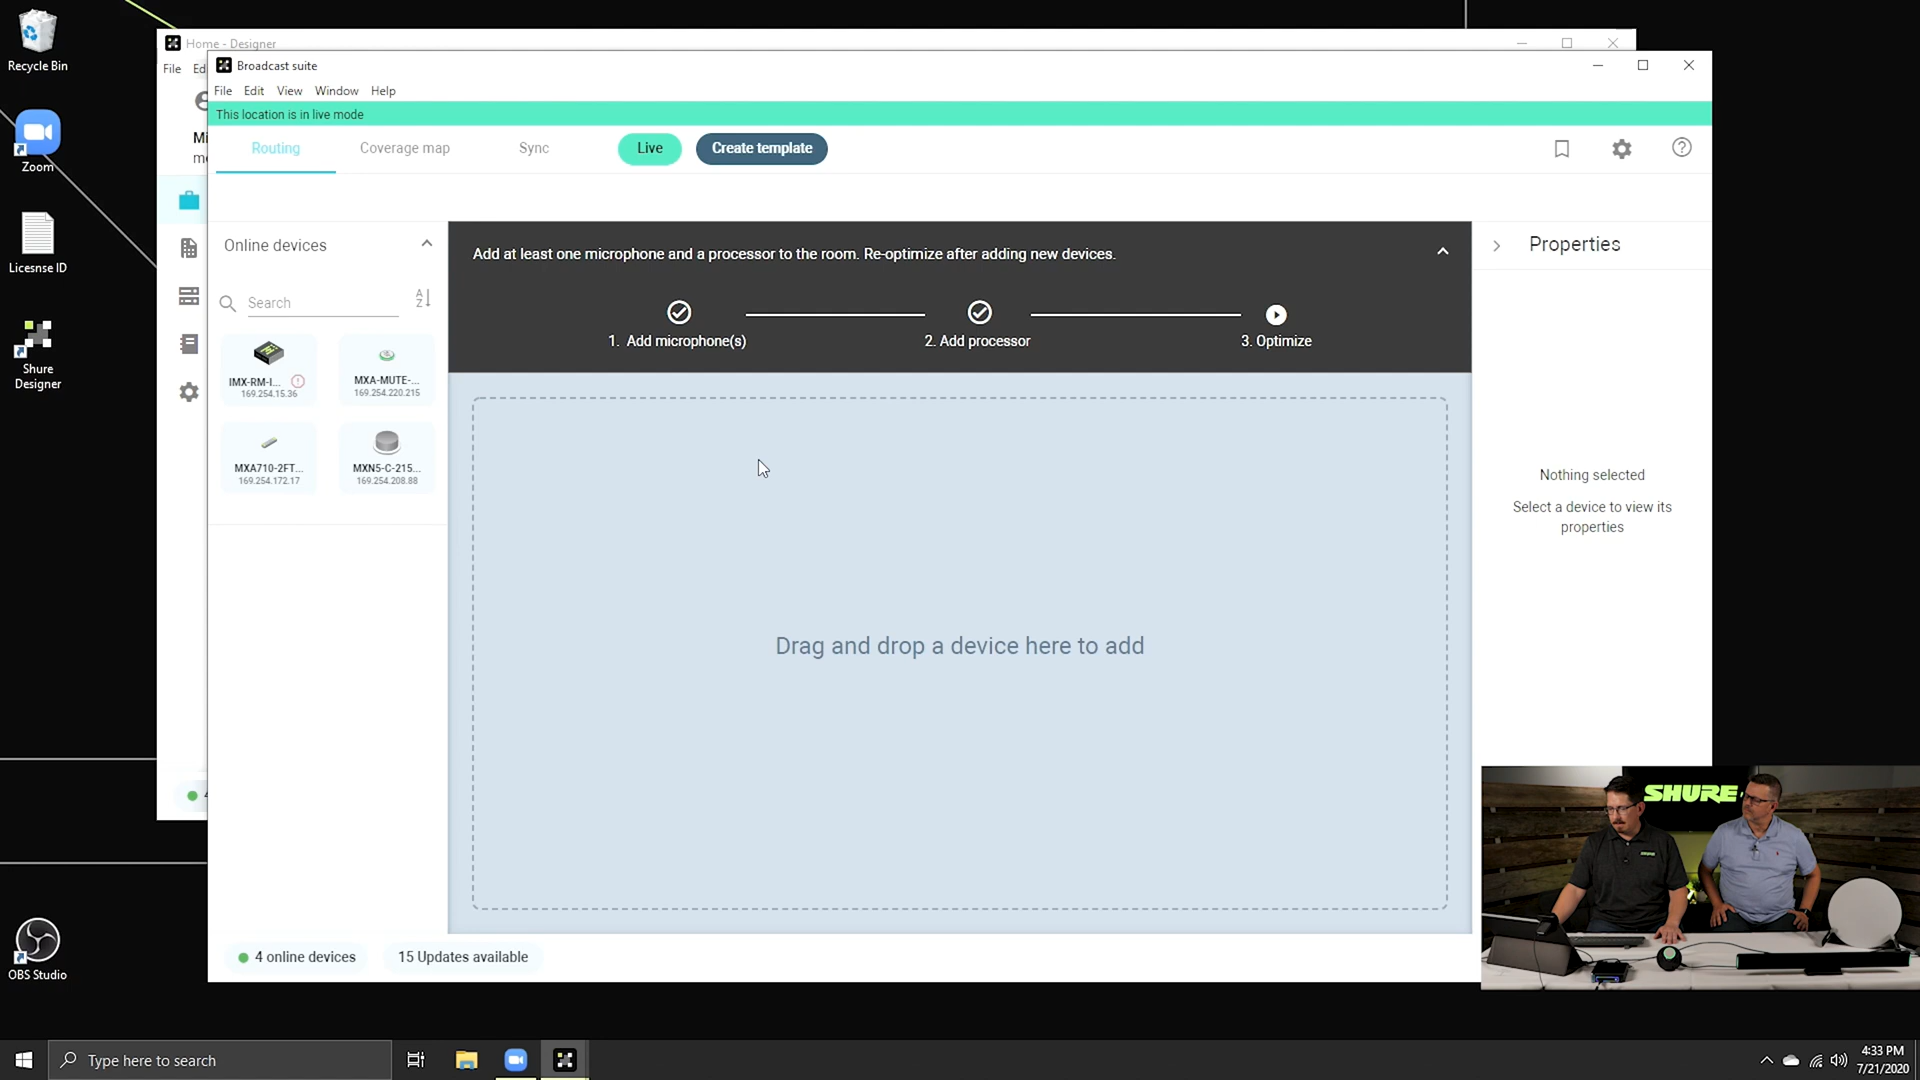 Recycle Bin
Zoom
Licesnse ID
Shure
Designer
OBS Studio
Home - Designer
File Ed
Mi
me
Broadcast suite
File Edit View Window Help
This location is in live mode
Routing Coverage map Sync Live Create template
Online devices
Search
A
Z
IMX-RM-I...
169.254.15.36
MXA-MUTE-...
169.254.220.215
MXA710-2FT...
169.254.172.17
MXN5-C-215...
169.254.208.88
Add at least one microphone and a processor to the room. Re-optimize after adding new devices.
1. Add microphone(s)
2. Add processor
3. Optimize
Drag and drop a device here to add
Properties
Nothing selected
Select a device to view its
properties
4 online devices
15 Updates available
SHURE
Type here to search
4:33 PM
7/21/2020